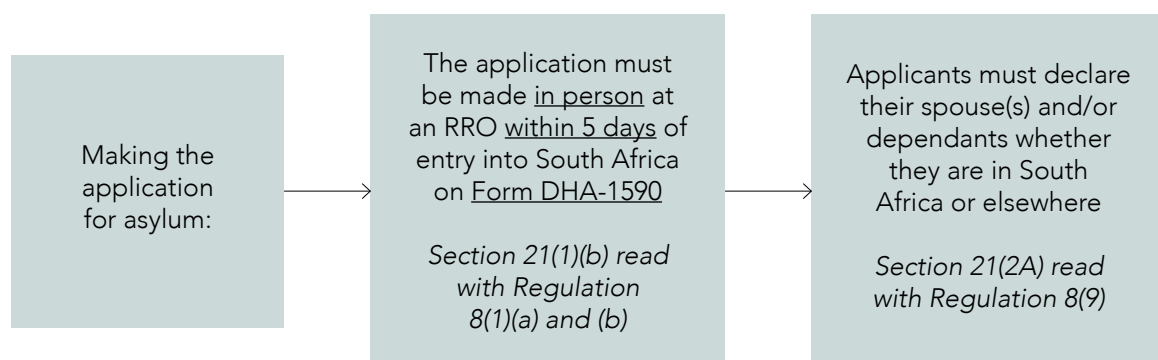 Making the
application
for asylum:
The application must
be made in person at
an RRO within 5 days of
entry into South Africa
on Form DHA-1590
Section 21(1)(b) read
with Regulation
8(1)(a) and (b)
Applicants must declare
their spouse(s) and/or
dependants whether
they are in South
Africa or elsewhere
Section 21(2A) read
with Regulation 8(9)